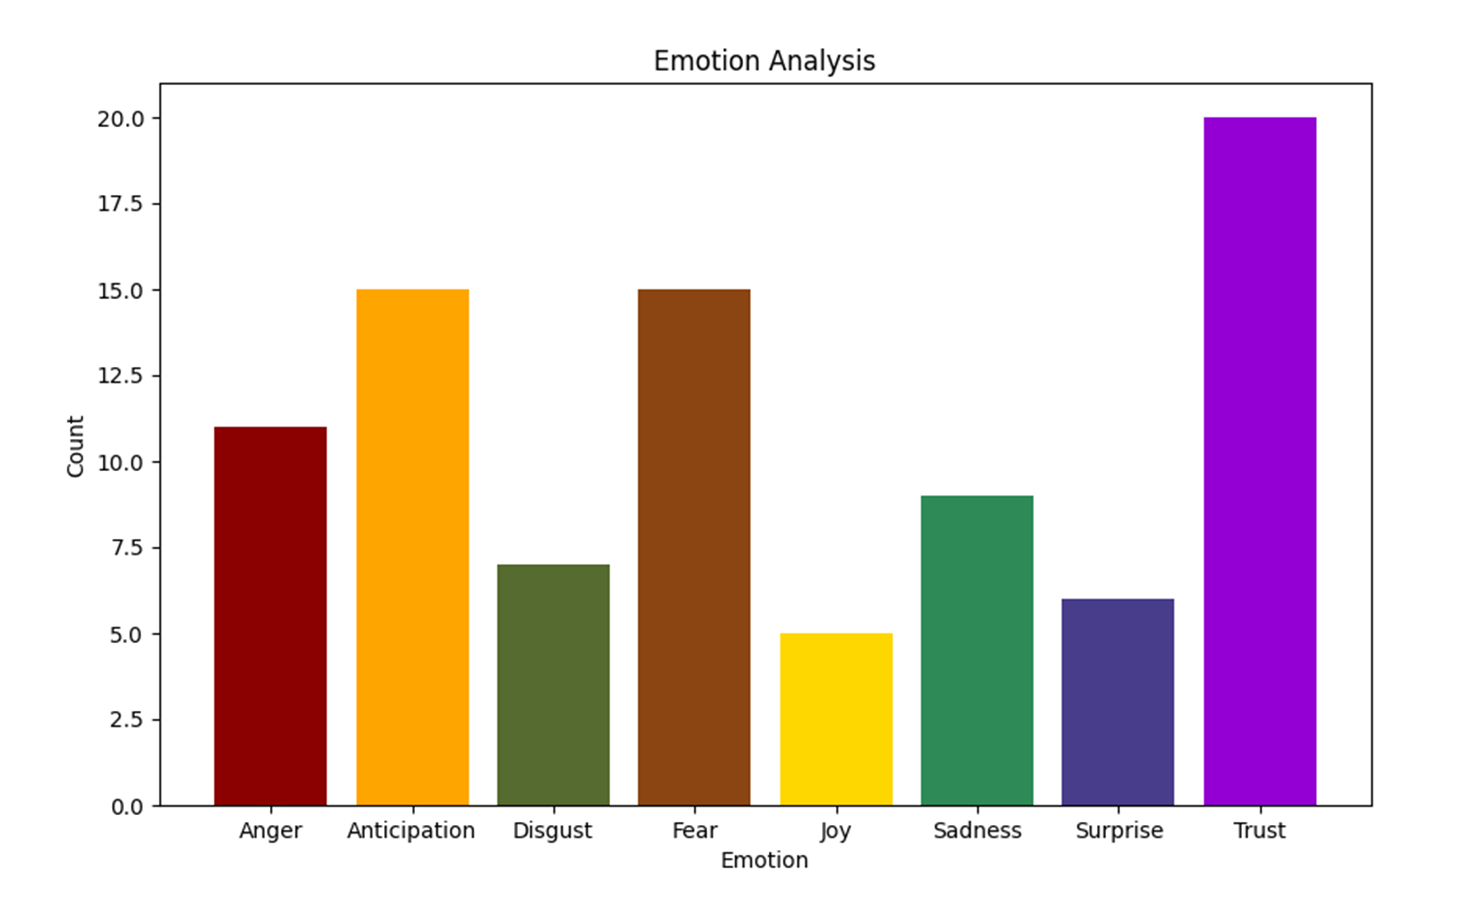 Emotion Analysis
20.0
17.5
15.0
12.5
10.0
7.5
5.0
2.5
0.0
Count
Anger Anticipation Disgust Fear Joy Sadness Surprise Trust
Emotion